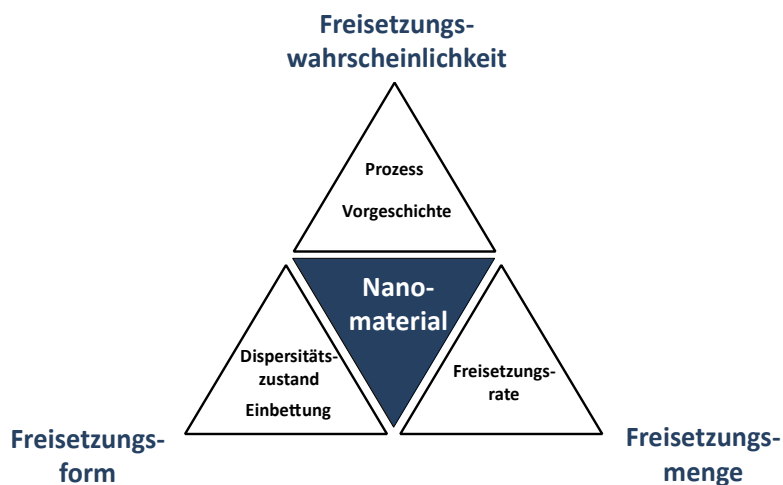 Freisetzungs-
wahrscheinlichkeit
Prozess
Vorgeschichte
Nano-
material
Dispersitäts-
zustand
Einbettung
Freisetzungs-
rate
Freisetzungs-
form
Freisetzungs-
menge